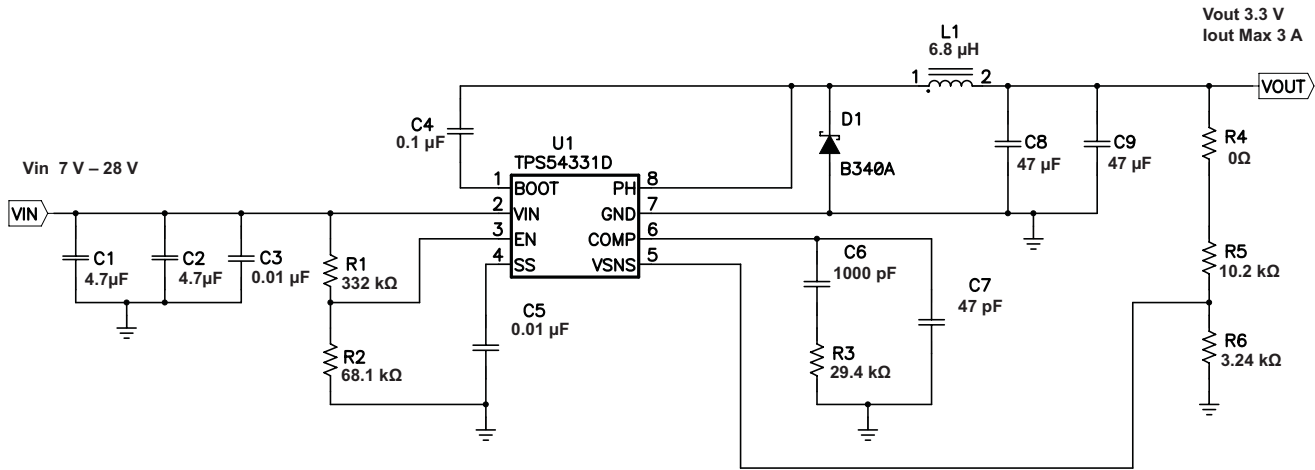 Vout 3.3 V
Iout Max 3 A
L1
6.8 µH
1
2
VOUT
C4
0.1 µF
D1
B340A
C8
47 µF
C9
47 µF
R4
0Ω
Vin 7 V – 28 V
U1
TPS54331D
1
BOOT
PH
8
VIN
2
VIN
GND
7
3
EN
COMP
6
4
SS
VSNS
5
C1
4.7µF
C2
4.7µF
C3
0.01 µF
R1
332 kΩ
C6
1000 pF
C7
47 pF
R5
10.2 kΩ
C5
0.01 µF
R2
68.1 kΩ
R3
29.4 kΩ
R6
3.24 kΩ